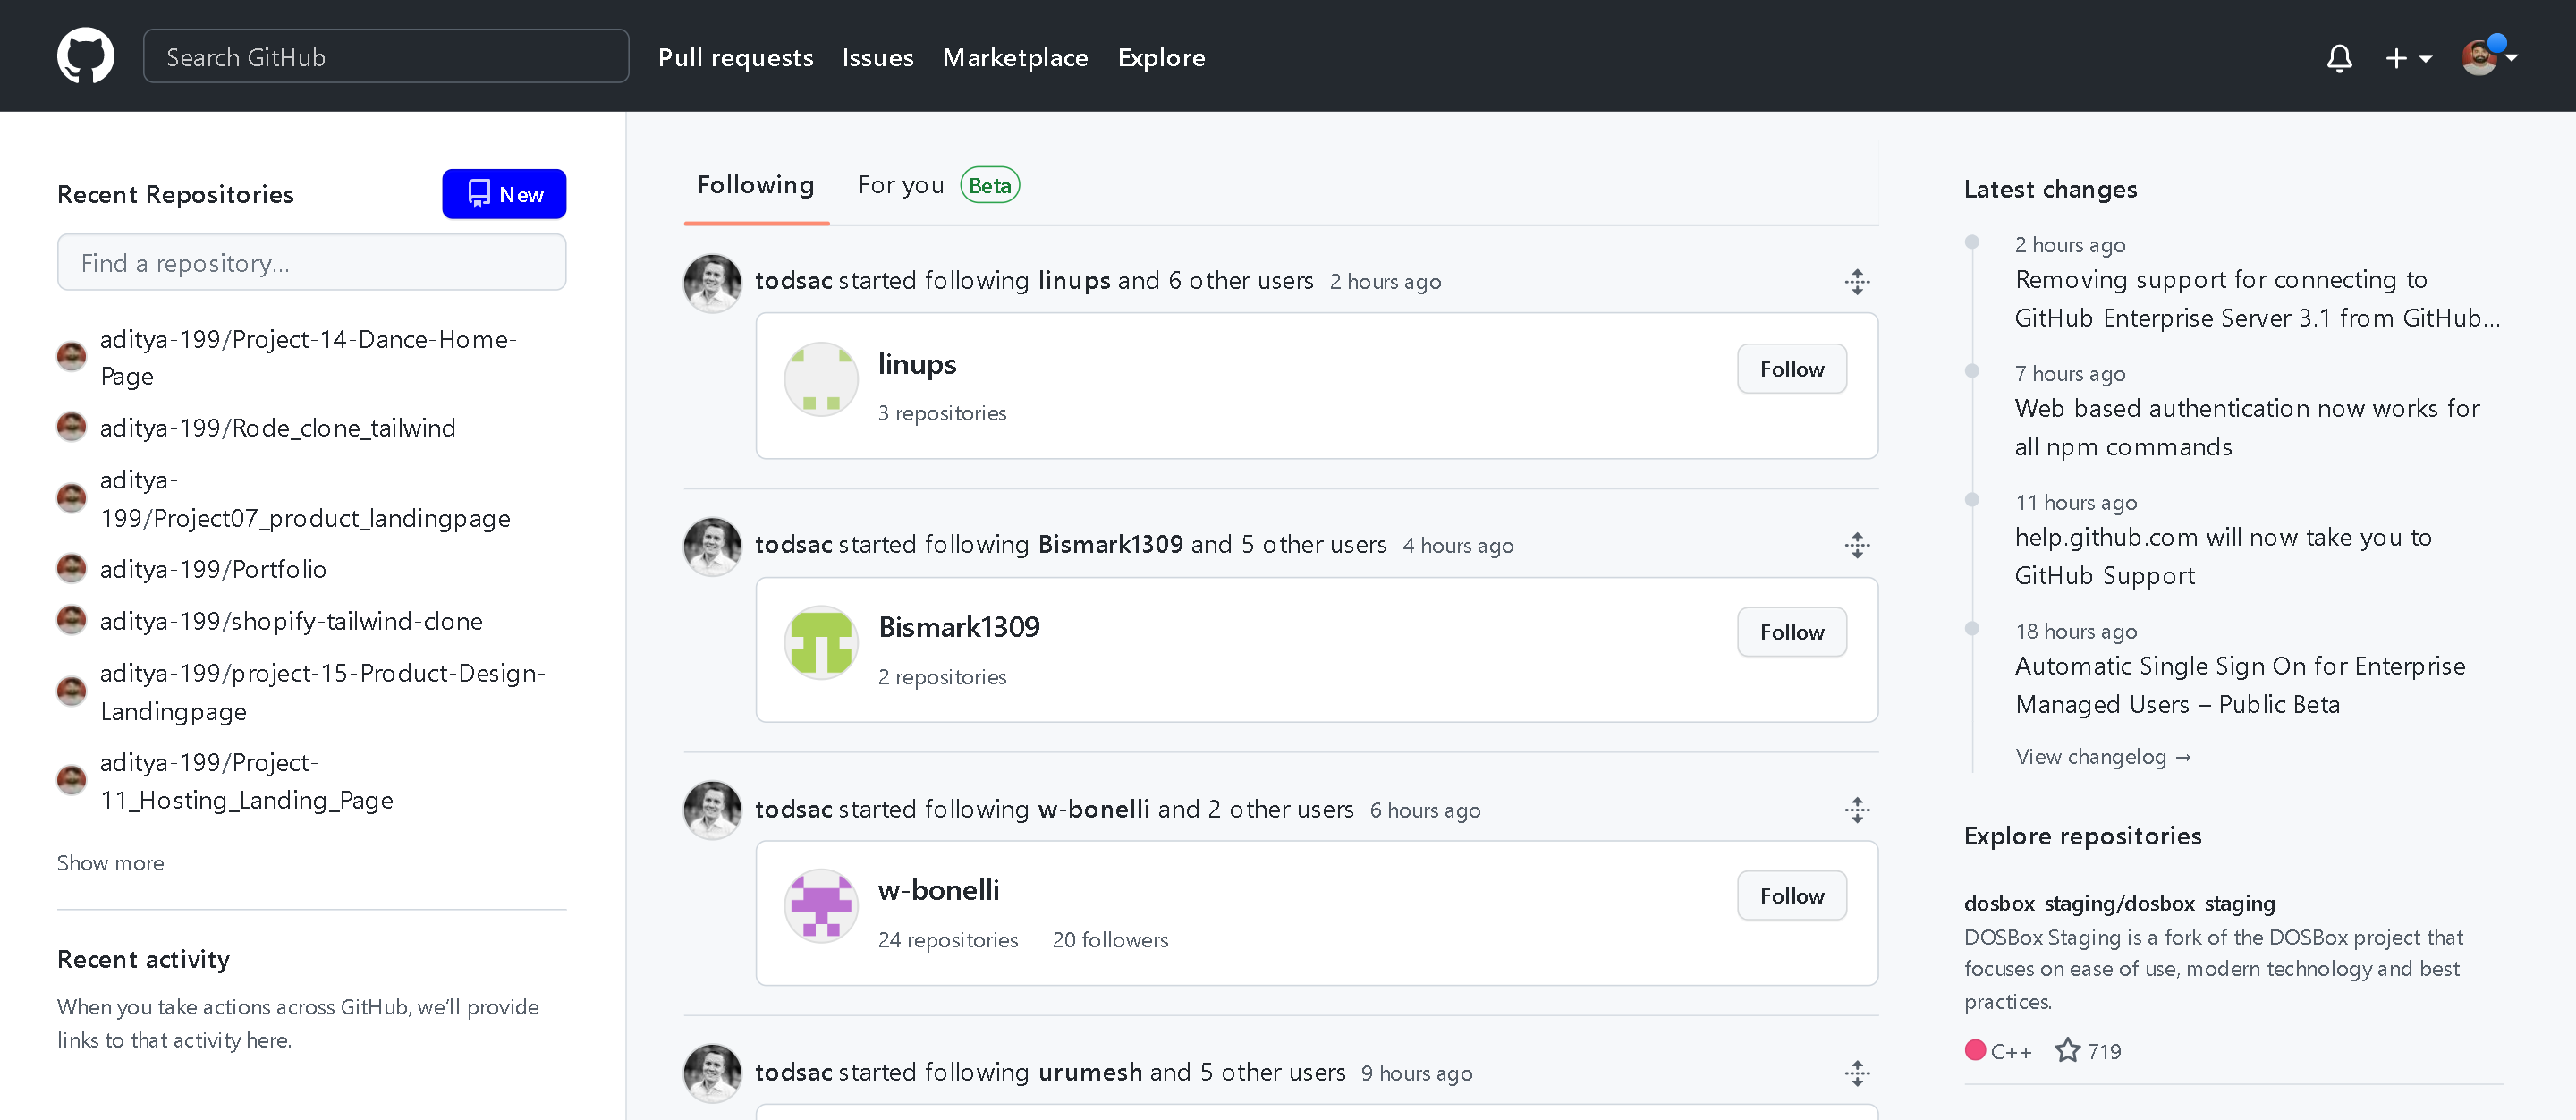 Search GitHub
Pull requests
Issues
Marketplace
Explore
Recent Repositories
New
Find a repository...
aditya-199/Project-14-Dance-Home-
Page
aditya-199/Rode_clone_tailwind
aditya-
199/Project07_product_landingpage
aditya-199/Portfolio
aditya-199/shopify-tailwind-clone
aditya-199/project-15-Product-Design-
Landingpage
aditya-199/Project-
11_Hosting_Landing_Page
Show more
Recent activity
When you take actions across GitHub, we’ll provide
links to that activity here.
Following
For you Beta
todsac started following linups and 6 other users 2 hours ago
linups
3 repositories
Follow
todsac started following Bismark1309 and 5 other users 4 hours ago
Bismark1309
2 repositories
Follow
todsac started following w-bonelli and 2 other users 6 hours ago
w-bonelli
24 repositories 20 followers
Follow
todsac started following urumesh and 5 other users 9 hours ago
Latest changes
2 hours ago
Removing support for connecting to
GitHub Enterprise Server 3.1 from GitHub...
7 hours ago
Web based authentication now works for
all npm commands
11 hours ago
help.github.com will now take you to
GitHub Support
18 hours ago
Automatic Single Sign On for Enterprise
Managed Users – Public Beta
View changelog →
Explore repositories
dosbox-staging/dosbox-staging
DOSBox Staging is a fork of the DOSBox project that
focuses on ease of use, modern technology and best
practices.
C++ 719